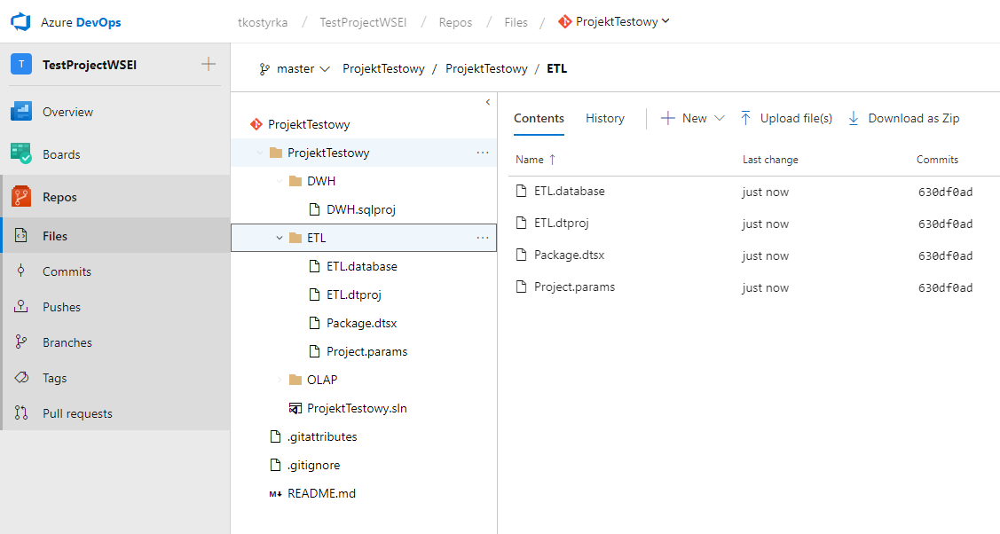 Azure DevOps
tkostyrka / TestProjectWSEI / Repos / Files / ProjektTestowy
T TestProjectWSEI
Overview
Boards
Repos
Files
Commits
Pushes
Branches
Tags
Pull requests
master ProjektTestowy / ProjektTestowy / ETL
ProjektTestowy
ProjektTestowy ...
DWH
DWH.sqlproj
ETL ...
ETL.database
ETL.dtproj
Package.dtsx
Project.params
OLAP
ProjektTestowy.sln
.gitattributes
.gitignore
M↓ README.md
Contents History New Upload file(s) Download as Zip
Name ↑ Last change Commits
ETL.database just now 630df0ad
ETL.dtproj just now 630df0ad
Package.dtsx just now 630df0ad
Project.params just now 630df0ad